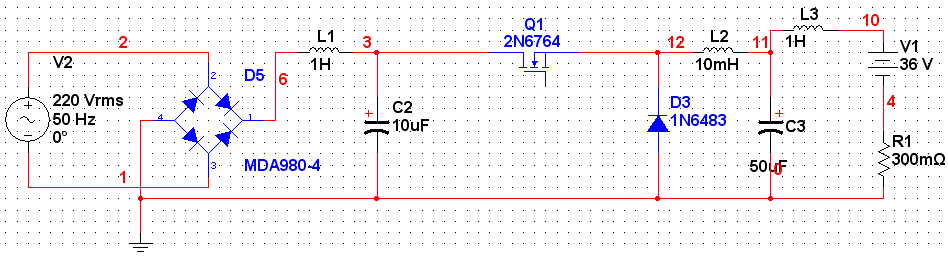 Q1
2N6764
L1
1H
L2
10mH
L3
1H
10
V1
36 V
2
3
12
11
V2
220 Vrms
50 Hz
0°
D5
6
2
4
1
3
MDA980-4
C2
10uF
D3
1N6483
C3
50uF
0
4
R1
300mΩ
1